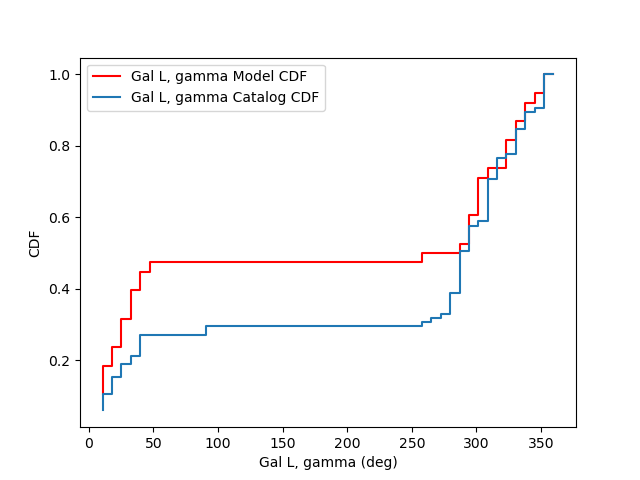 Gal L, gamma Model CDF
Gal L, gamma Catalog CDF
1.0
0.8
0.6
0.4
0.2
CDF
0 50 100 150 200 250 300 350
Gal L, gamma (deg)